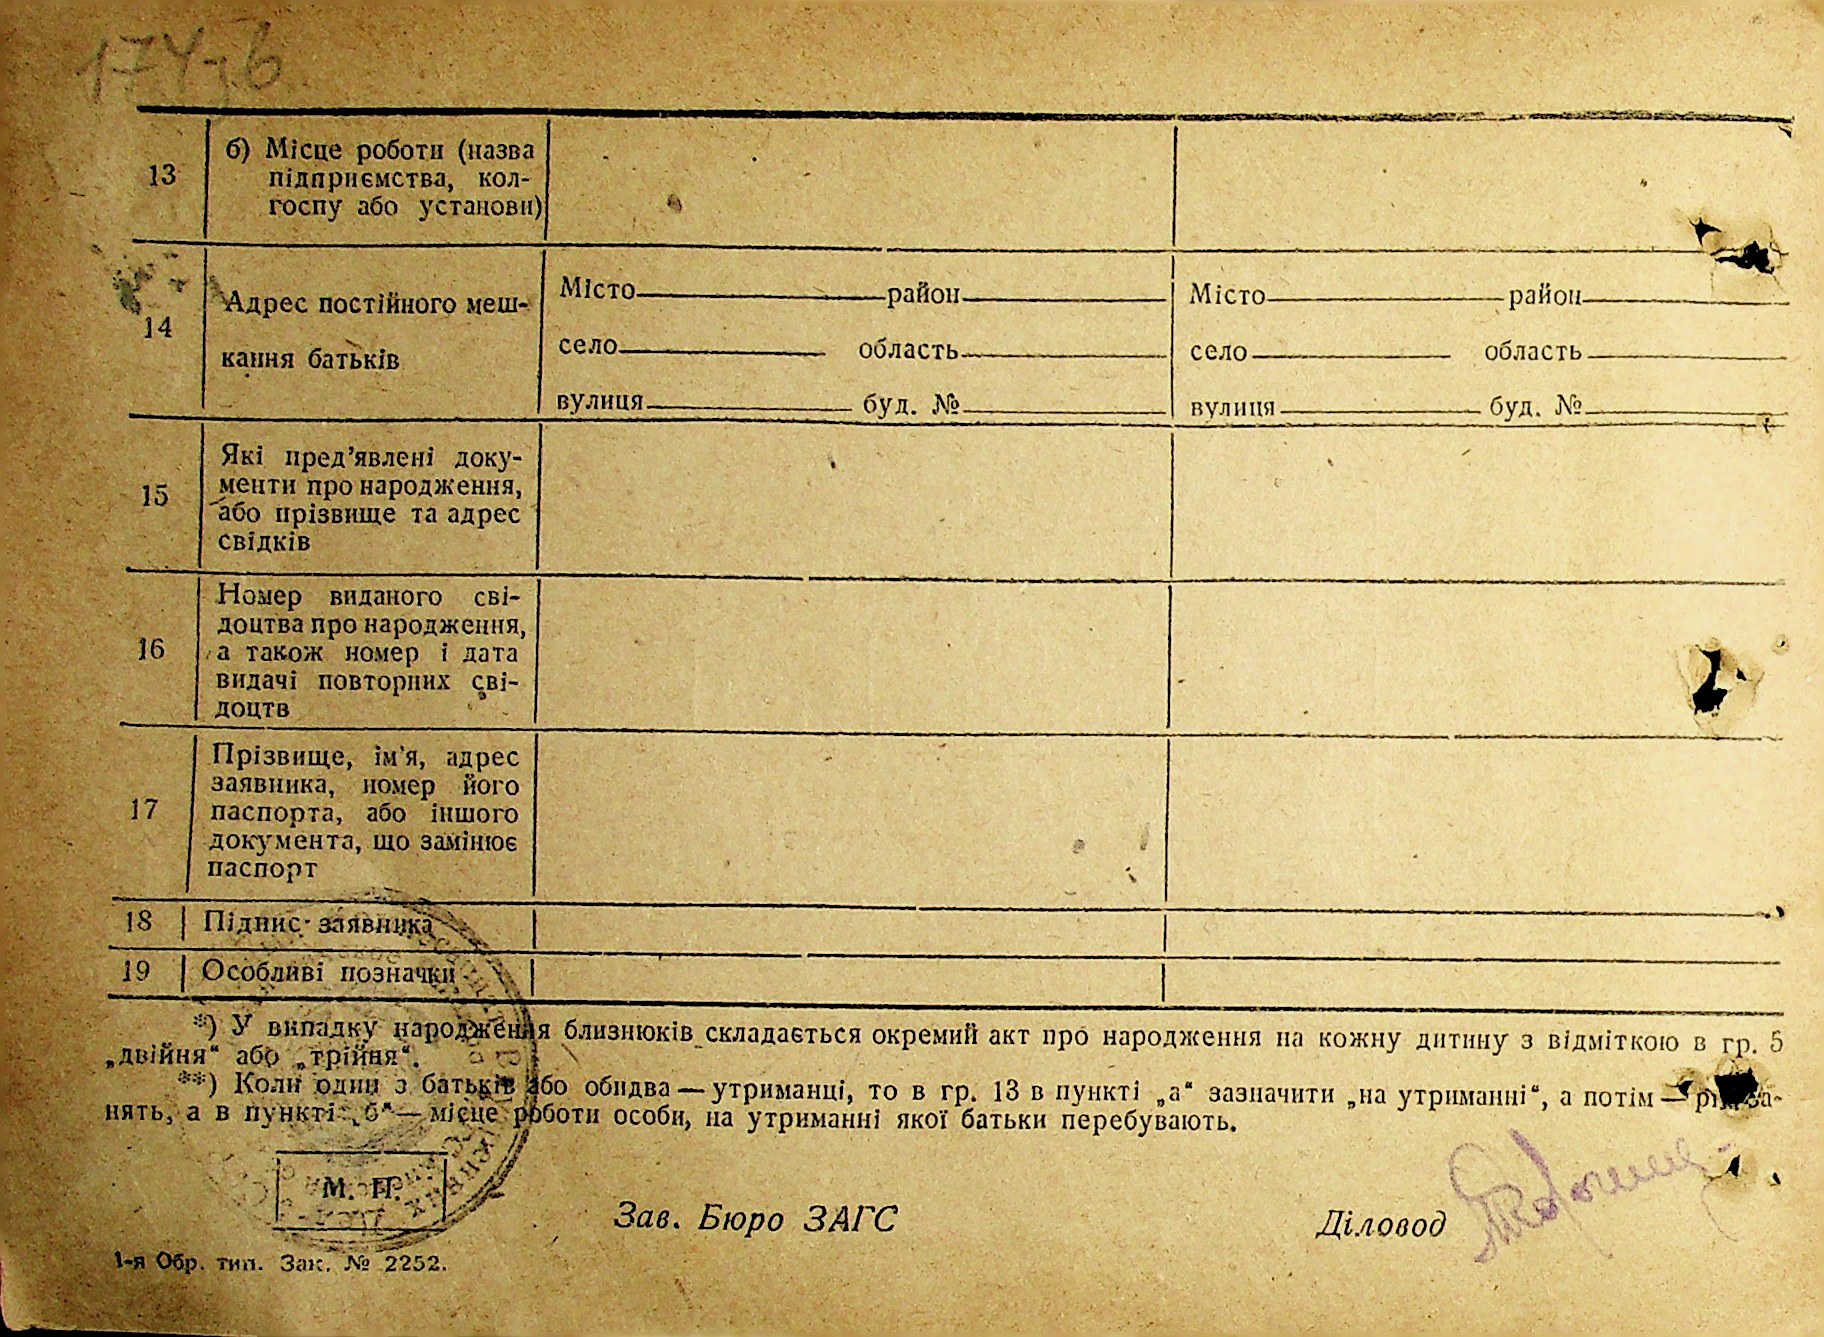 174, б
13
б) Місце роботи (назва
підприємства, кол-
госпу або установи)
14
Адрес постійного меш-
кання батьків
Місто район
село область
вулиця буд. №
Місто район
село область
вулиця буд. №
15
Які пред'явлені доку-
менти про народження,
або прізвище та адрес
свідків
16
Номер виданого сві-
доцтва про народження,
а також номер і дата
видачі повторних сві-
доцтв
17
Прізвище, ім'я, адрес
заявника, номер його
паспорта, або іншого
документа, що замінює
паспорт
18 Підпис заявника
19 Особливі позначки
*) У випадку народження близнюків складається окремий акт про народження на кожну дитину з відміткою в гр. 5
„двійня“ або „трійня“.
**) Коли один з батьків або обидва — утриманці, то в гр. 13 в пункті „а“ зазначити „на утриманні“, а потім — рід за-
нять, а в пункті „б“ — місце роботи особи, на утриманні якої батьки перебувають.
М. П.
Зав. Бюро ЗАГС
Діловод
1-я Обр. тип. Зак. № 2252.